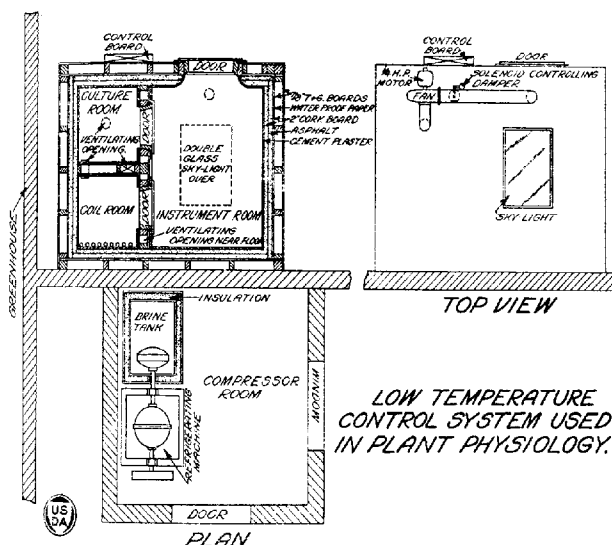 CONTROL
BOARD
DOOR
CULTURE
ROOM
VENTILATING
OPENING
DOOR
DOUBLE
GLASS
SKY-LIGHT
OVER
COIL ROOM
DOOR
INSTRUMENT ROOM
VENTILATING
OPENING NEAR FLOOR
T+G. BOARDS
WATER PROOF PAPER
2" CORK BOARD
ASPHALT
CEMENT PLASTER
GREENHOUSE
CONTROL
BOARD
DOOR
H.P.
MOTOR
SOLENOID CONTROLLING
DAMPER
FAN
SKY LIGHT
TOP VIEW
INSULATION
BRINE
TANK
COMPRESSOR
ROOM
WINDOW
REFRIGERATING
MACHINE
DOOR
PLAN
LOW TEMPERATURE
CONTROL SYSTEM USED
IN PLANT PHYSIOLOGY.
US
DA